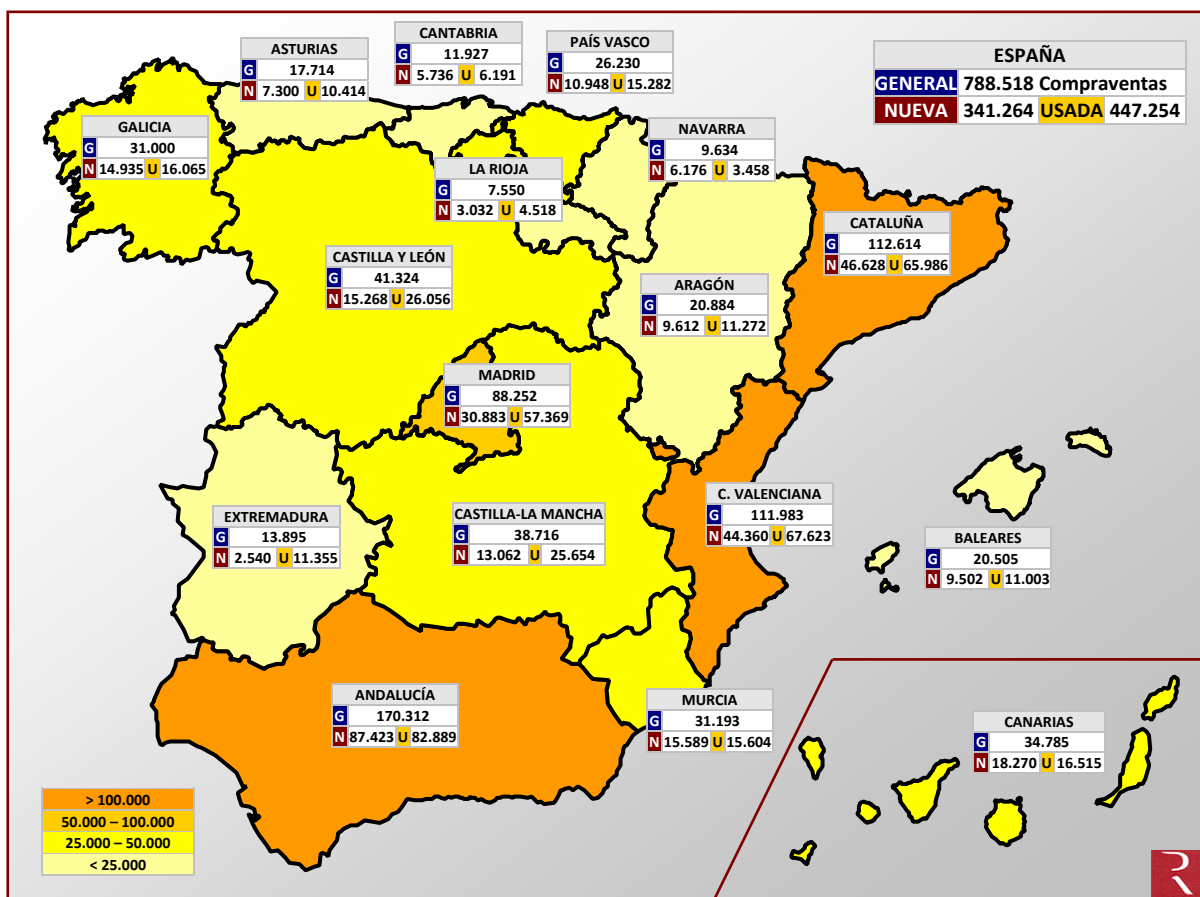 CANTABRIA
G 11.927
N 5.736 U 6.191
ASTURIAS
G 17.714
N 7.300 U 10.414
PAÍS VASCO
G 26.230
N 10.948 U 15.282
ESPAÑA
GENERAL 788.518 Compraventas
NUEVA 341.264 USADA 447.254
GALICIA
G 31.000
N 14.935 U 16.065
NAVARRA
G 9.634
N 6.176 U 3.458
LA RIOJA
G 7.550
N 3.032 U 4.518
CATALUÑA
G 112.614
N 46.628 U 65.986
CASTILLA Y LEÓN
G 41.324
N 15.268 U 26.056
ARAGÓN
G 20.884
N 9.612 U 11.272
MADRID
G 88.252
N 30.883 U 57.369
C. VALENCIANA
G 111.983
N 44.360 U 67.623
EXTREMADURA
G 13.895
N 2.540 U 11.355
CASTILLA-LA MANCHA
G 38.716
N 13.062 U 25.654
BALEARES
G 20.505
N 9.502 U 11.003
ANDALUCÍA
G 170.312
N 87.423 U 82.889
MURCIA
G 31.193
N 15.589 U 15.604
CANARIAS
G 34.785
N 18.270 U 16.515
> 100.000
50.000 – 100.000
25.000 – 50.000
< 25.000
R